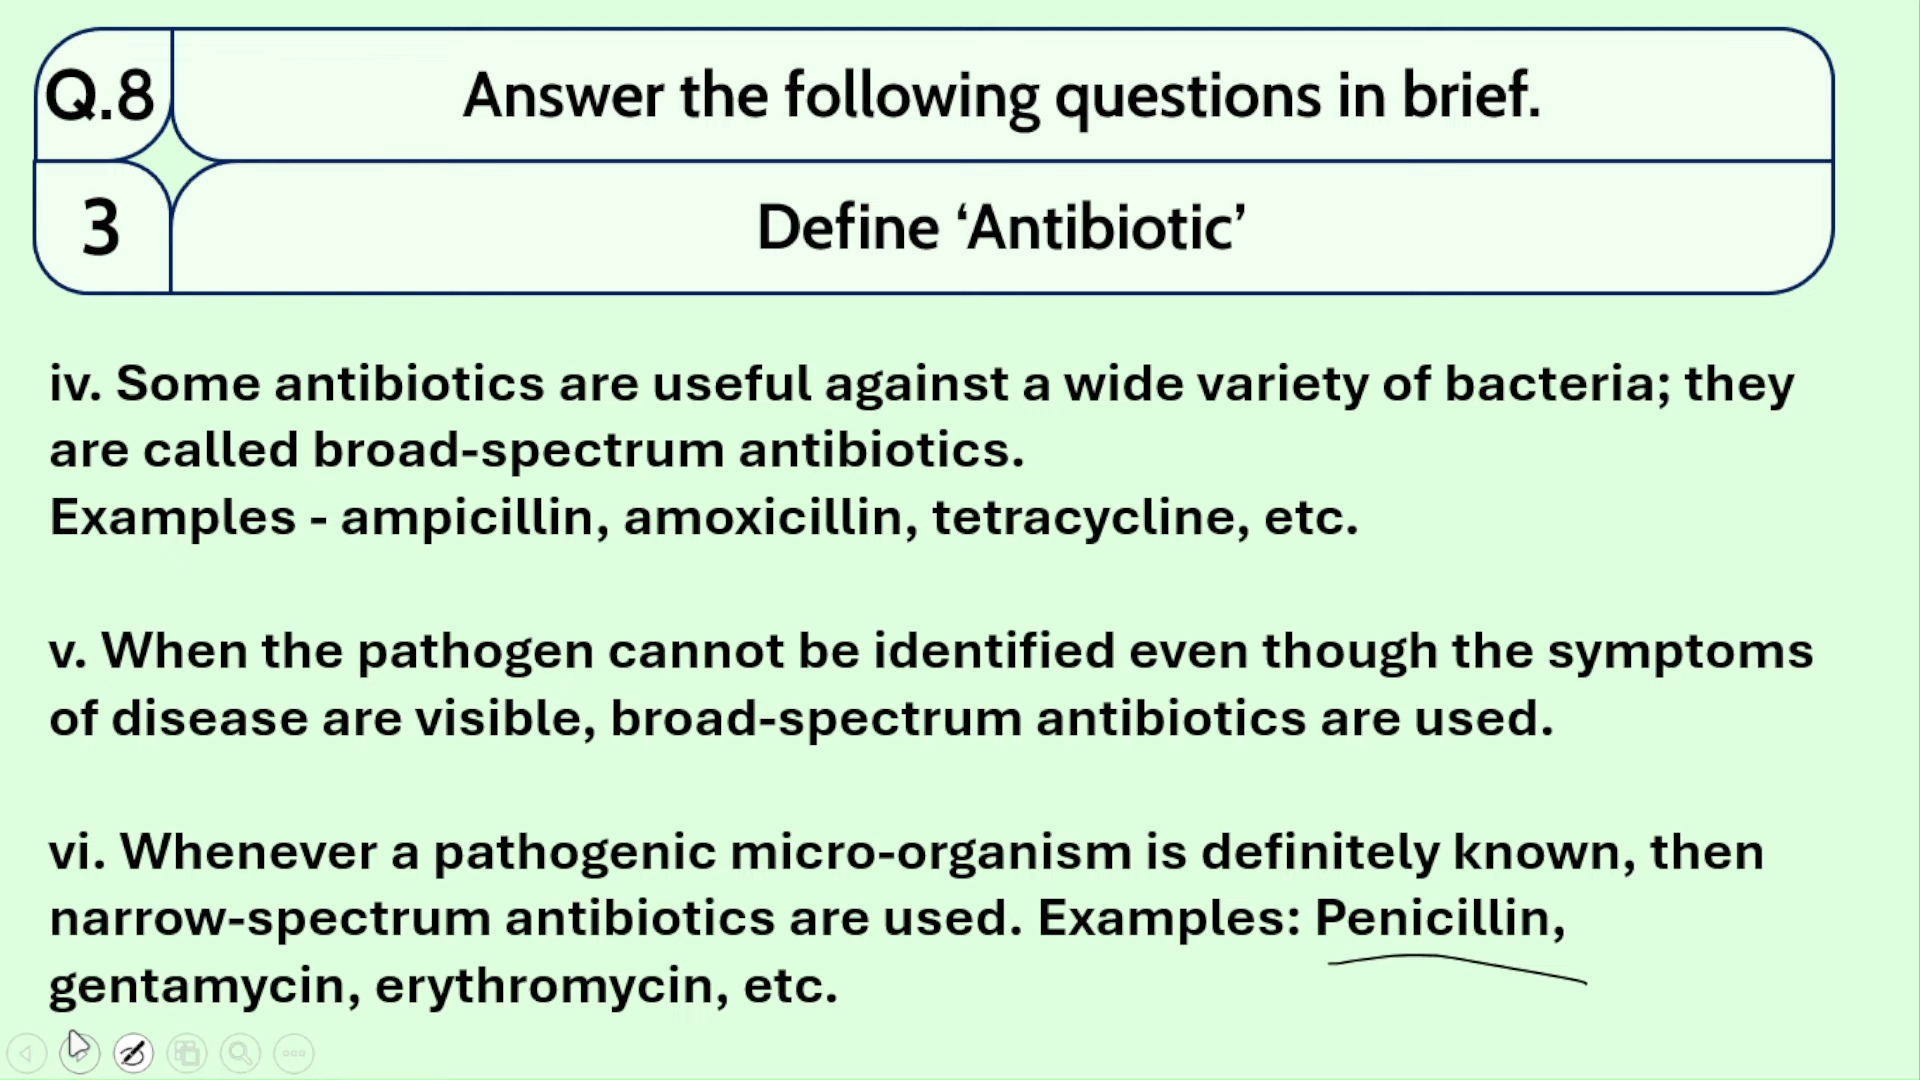 Q.8 Answer the following questions in brief.
3 Define ‘Antibiotic’
iv. Some antibiotics are useful against a wide variety of bacteria; they
are called broad-spectrum antibiotics.
Examples - ampicillin, amoxicillin, tetracycline, etc.
v. When the pathogen cannot be identified even though the symptoms
of disease are visible, broad-spectrum antibiotics are used.
vi. Whenever a pathogenic micro-organism is definitely known, then
narrow-spectrum antibiotics are used. Examples: Penicillin,
gentamycin, erythromycin, etc.